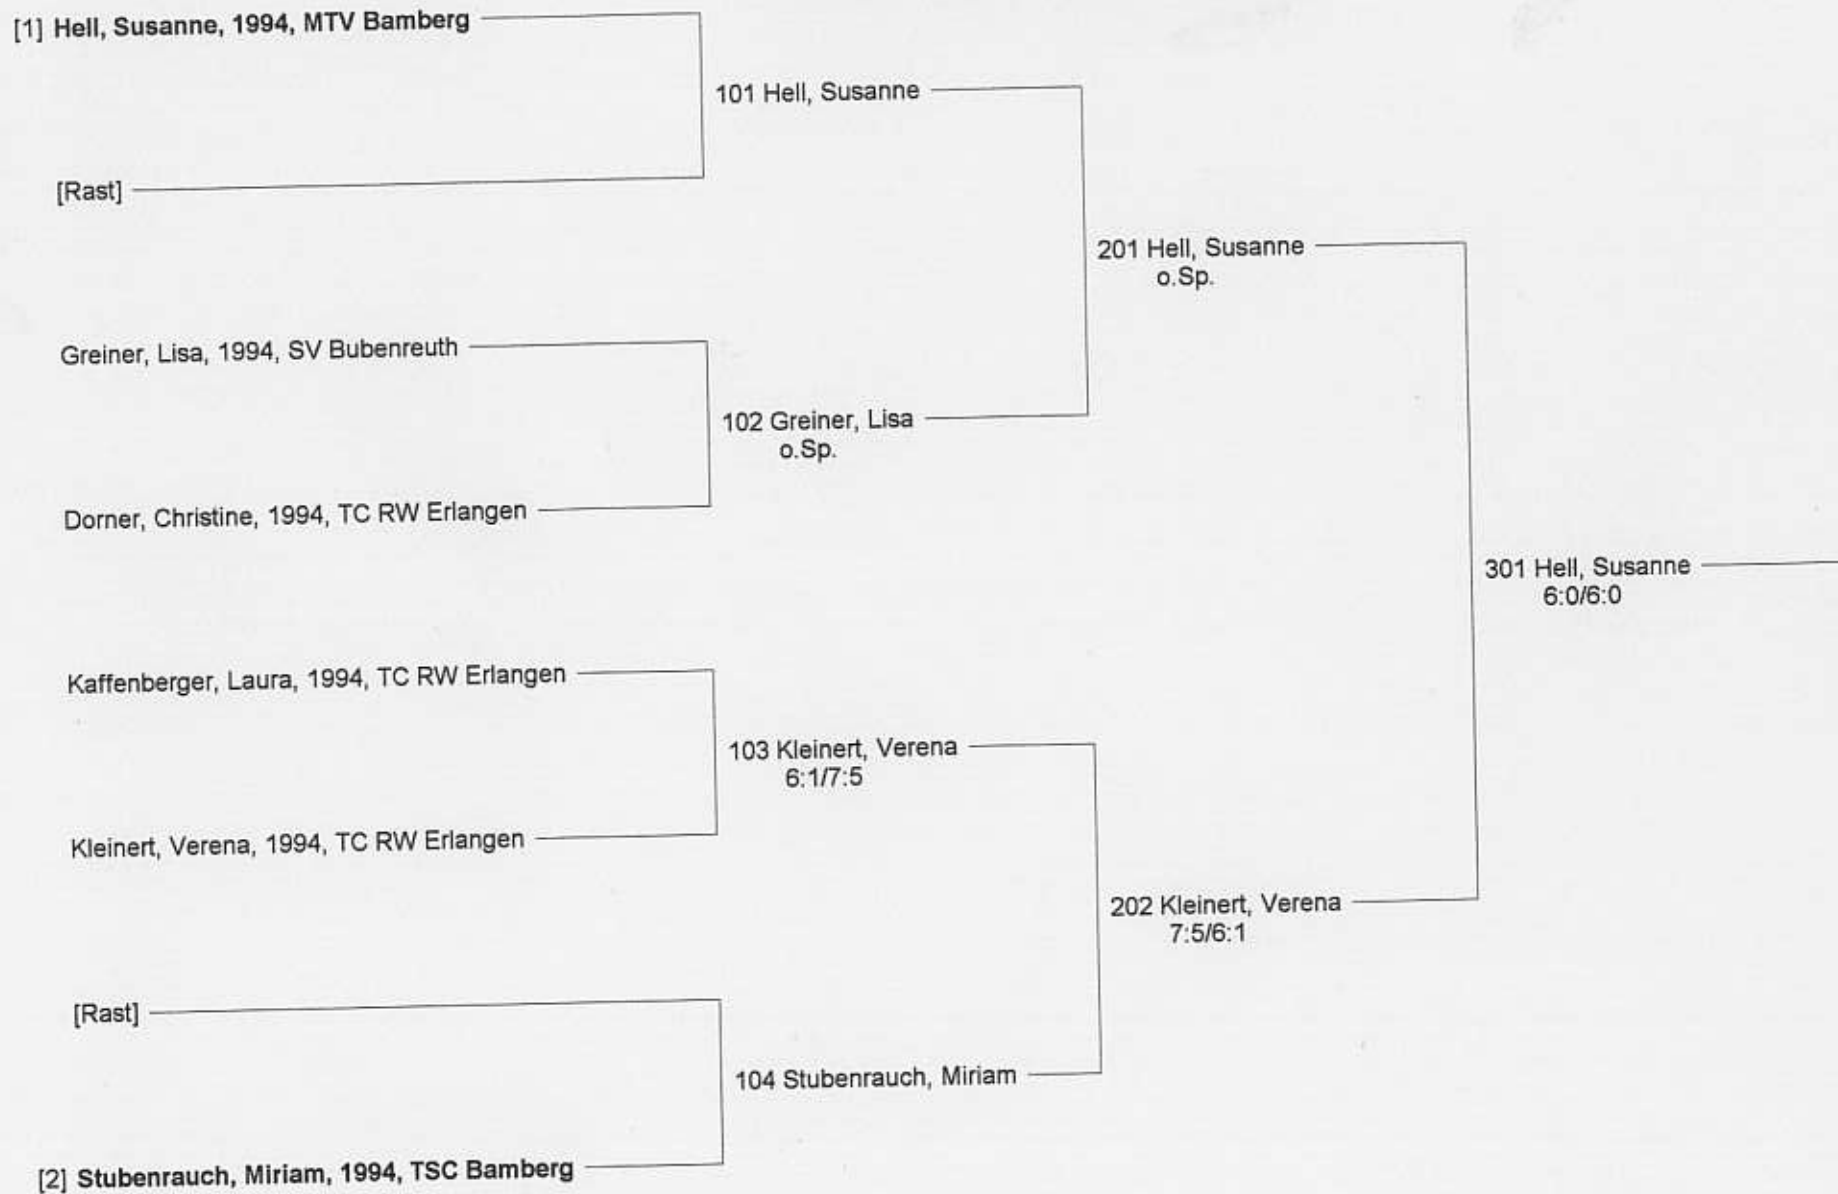 [1] Hell, Susanne, 1994, MTV Bamberg
101 Hell, Susanne
[Rast]
201 Hell, Susanne
o.Sp.
Greiner, Lisa, 1994, SV Bubenreuth
102 Greiner, Lisa
o.Sp.
Dorner, Christine, 1994, TC RW Erlangen
301 Hell, Susanne
6:0/6:0
Kaffenberger, Laura, 1994, TC RW Erlangen
103 Kleinert, Verena
6:1/7:5
Kleinert, Verena, 1994, TC RW Erlangen
202 Kleinert, Verena
7:5/6:1
[Rast]
104 Stubenrauch, Miriam
[2] Stubenrauch, Miriam, 1994, TSC Bamberg